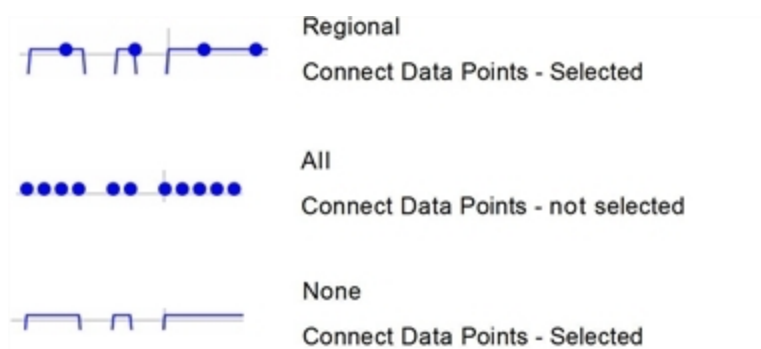 Regional
Connect Data Points - Selected
All
Connect Data Points - not selected
None
Connect Data Points - Selected